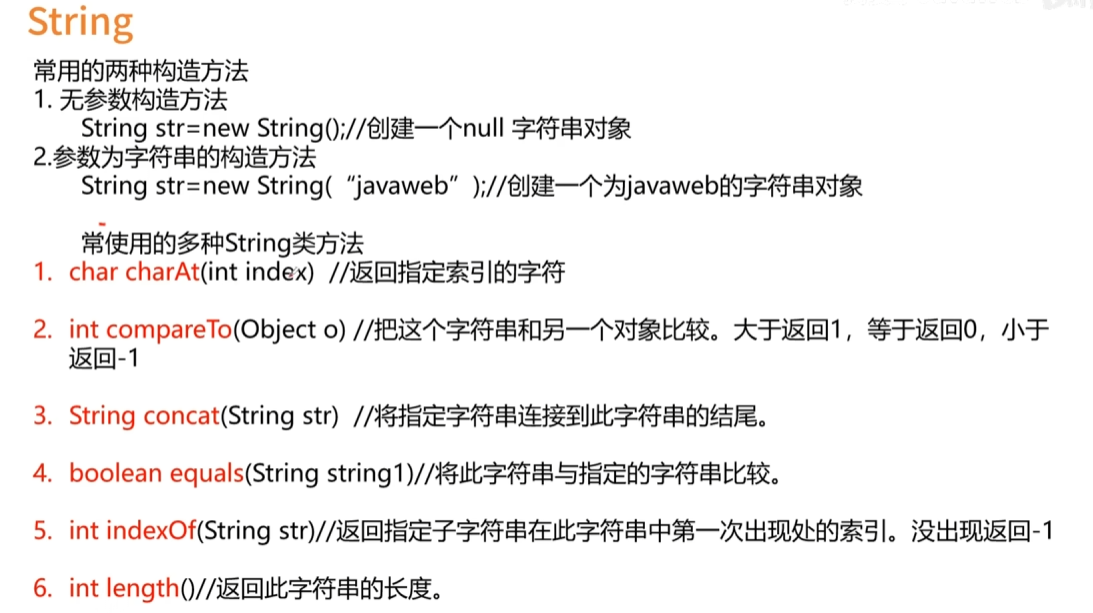 String
常用的两种构造方法
1. 无参数构造方法
String str=new String();//创建一个null 字符串对象
2.参数为字符串的构造方法
String str=new String(“javaweb”);//创建一个为javaweb的字符串对象
常使用的多种String类方法
1. char charAt(int index) //返回指定索引的字符
2. int compareTo(Object o) //把这个字符串和另一个对象比较。大于返回1，等于返回0，小于
返回-1
3. String concat(String str) //将指定字符串连接到此字符串的结尾。
4. boolean equals(String string1)//将此字符串与指定的字符串比较。
5. int indexOf(String str)//返回指定子字符串在此字符串中第一次出现处的索引。没出现返回-1
6. int length()//返回此字符串的长度。